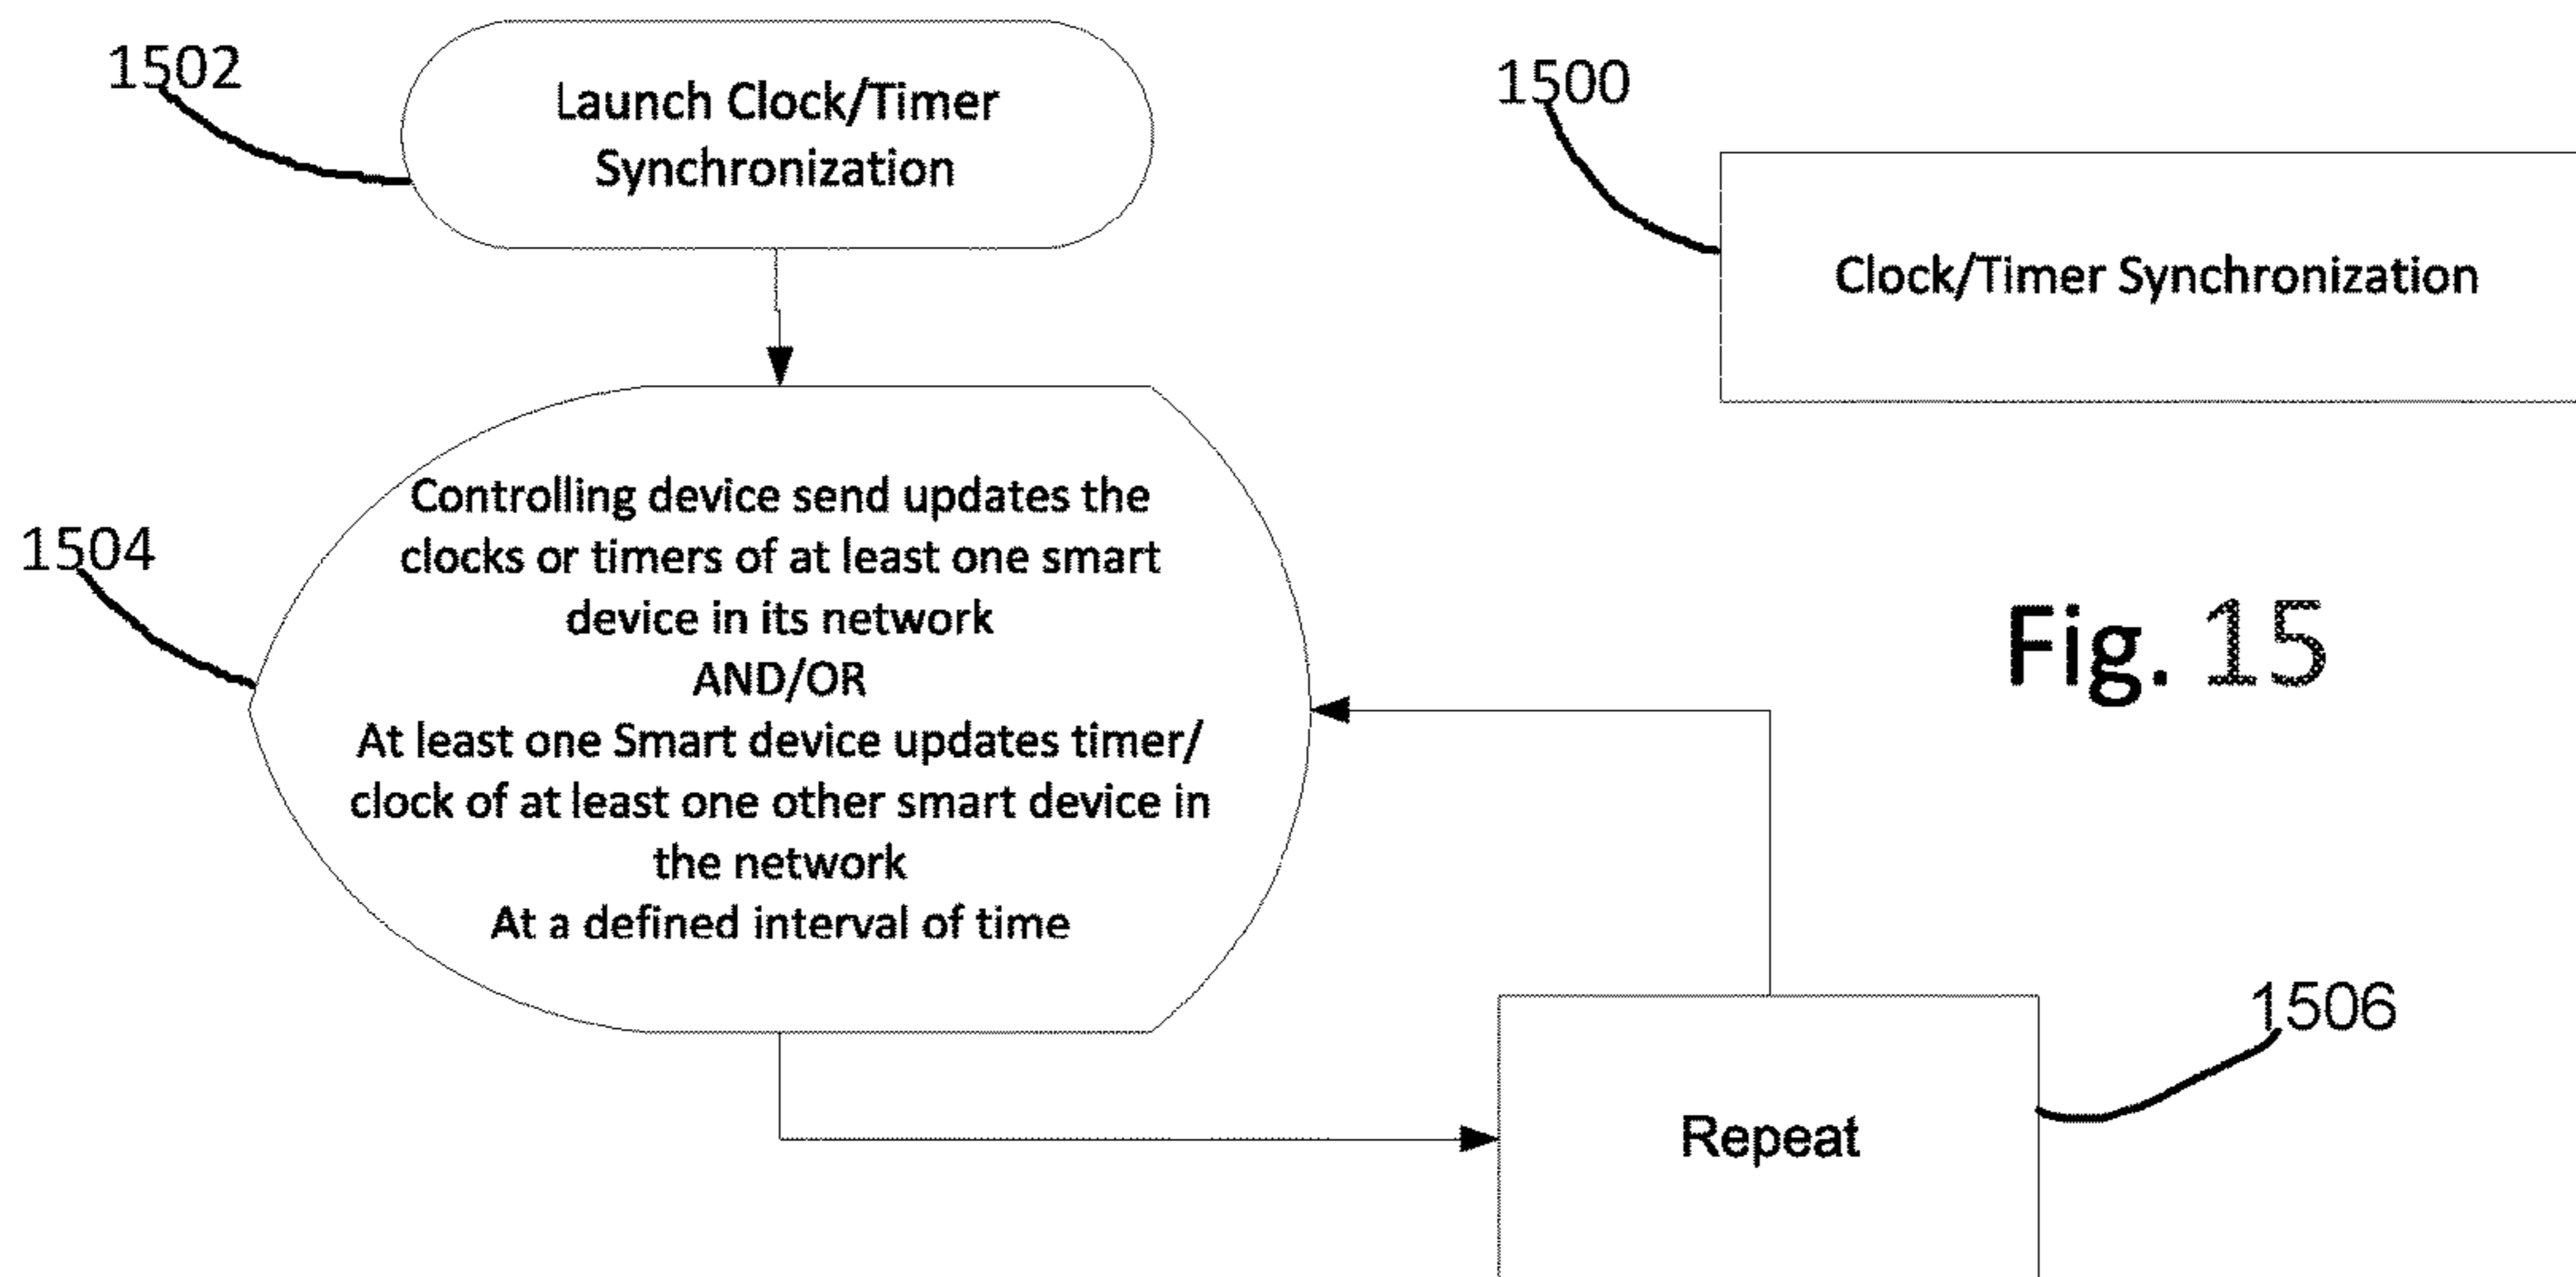 1502
Launch Clock/Timer
Synchronization
1500
Clock/Timer Synchronization
1504
Controlling device send updates the
clocks or timers of at least one smart
device in its network
AND/OR
At least one Smart device updates timer/
clock of at least one other smart device in
the network
At a defined interval of time
Fig. 15
1506
Repeat